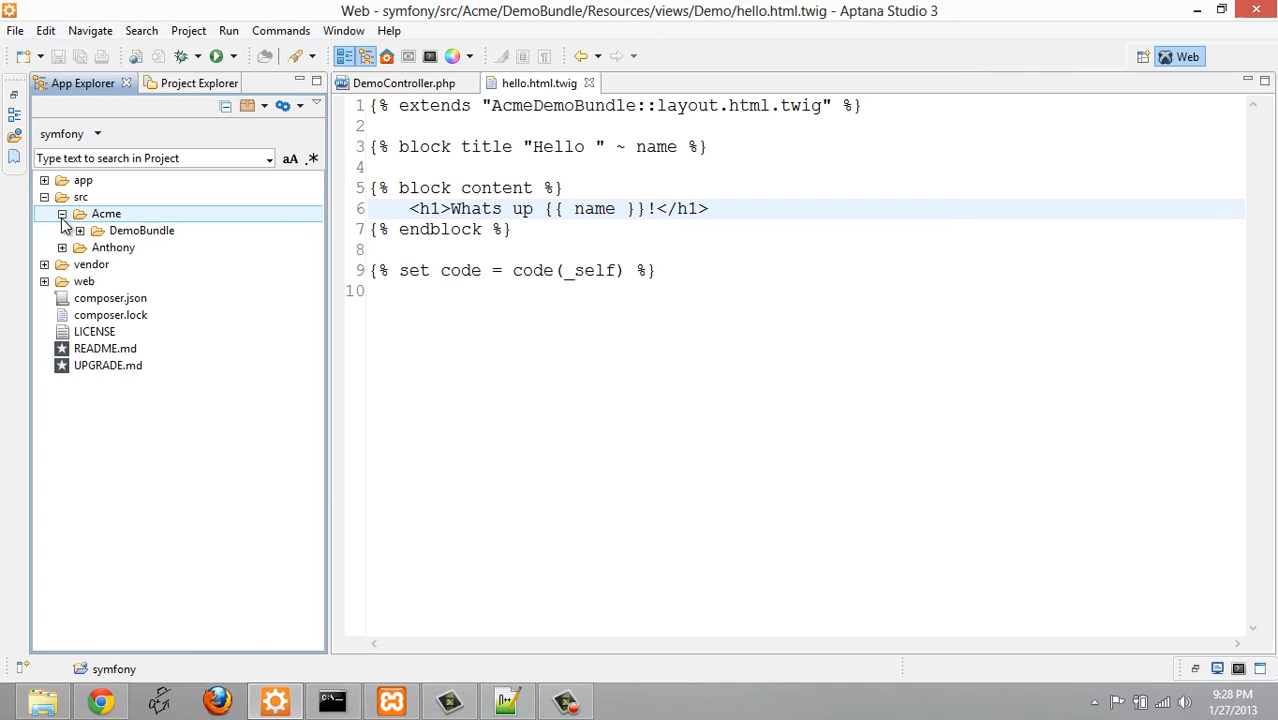 Web - symfony/src/Acme/DemoBundle/Resources/views/Demo/hello.html.twig - Aptana Studio 3
File Edit Navigate Search Project Run Commands Window Help
Web
App Explorer Project Explorer DemoController.php hello.html.twig
symfony
Type text to search in Project aA .*
app
src
Acme
DemoBundle
Anthony
vendor
web
composer.json
composer.lock
LICENSE
README.md
UPGRADE.md
1 {% extends "AcmeDemoBundle::layout.html.twig" %}
2
3 {% block title "Hello " ~ name %}
4
5 {% block content %}
6 <h1>Whats up {{ name }}!</h1>
7 {% endblock %}
8
9 {% set code = code(_self) %}
10
symfony
9:28 PM
1/27/2013